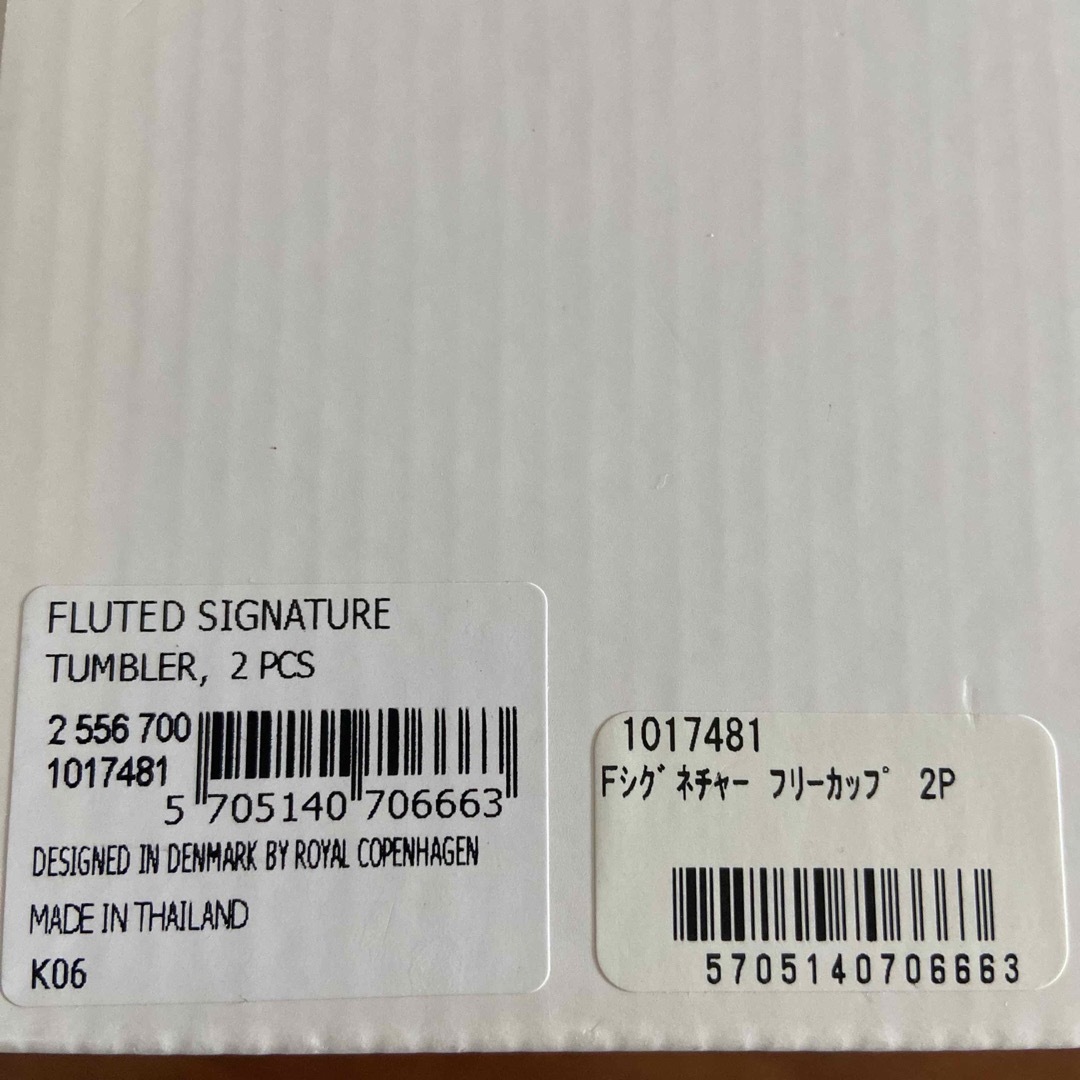 FLUTED SIGNATURE
TUMBLER, 2 PCS
2 556 700
1017481
5 705140 706663
DESIGNED IN DENMARK BY ROYAL COPENHAGEN
MADE IN THAILAND
K06
1017481
Fｼｸﾞﾈﾁｬｰ ﾌﾘｰｶｯﾌﾟ 2P
5705140706663